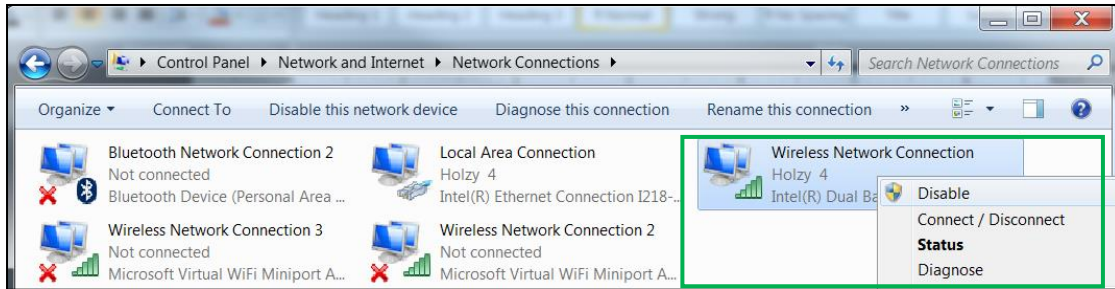 Control Panel ▸ Network and Internet ▸ Network Connections ▸
Search Network Connections
Organize Connect To Disable this network device Diagnose this connection Rename this connection »
Bluetooth Network Connection 2
Not connected
Bluetooth Device (Personal Area ...
Local Area Connection
Holzy 4
Intel(R) Ethernet Connection I218-...
Wireless Network Connection
Holzy 4
Intel(R) Dual Ba
Wireless Network Connection 3
Not connected
Microsoft Virtual WiFi Miniport A...
Wireless Network Connection 2
Not connected
Microsoft Virtual WiFi Miniport A...
Disable
Connect / Disconnect
Status
Diagnose